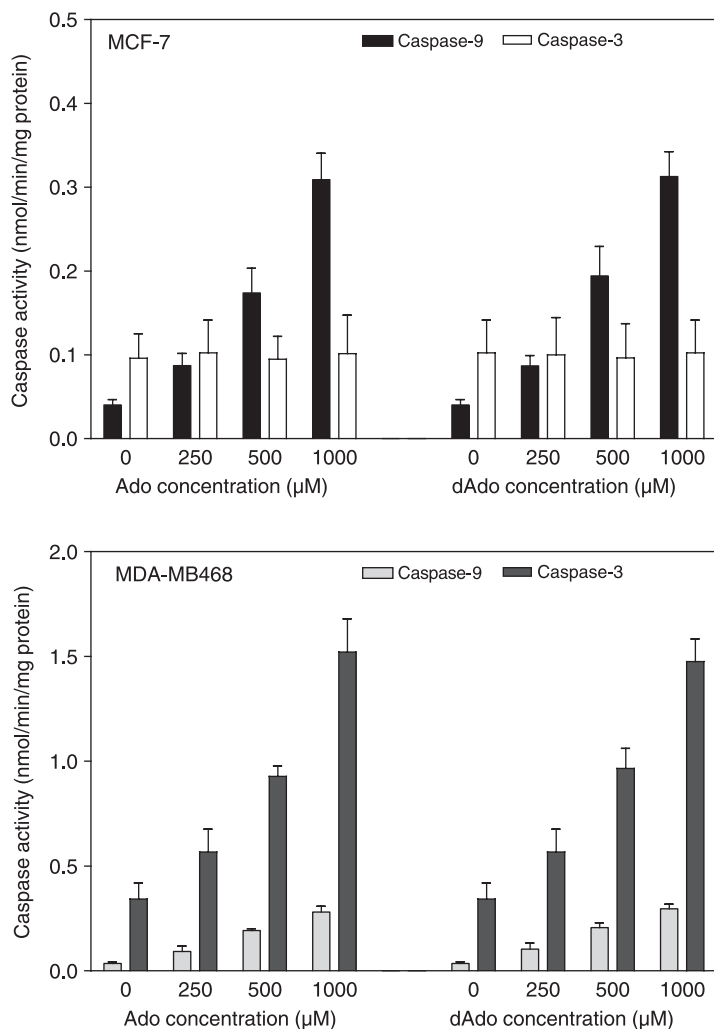 MCF-7
Caspase-9 Caspase-3
Caspase activity (nmol/min/mg protein)
0.5
0.4
0.3
0.2
0.1
0.0
0 250 500 1000 0 250 500 1000
Ado concentration (µM) dAdo concentration (µM)
MDA-MB468
Caspase-9 Caspase-3
Caspase activity (nmol/min/mg protein)
2.0
1.5
1.0
0.5
0.0
0 250 500 1000 0 250 500 1000
Ado concentration (µM) dAdo concentration (µM)